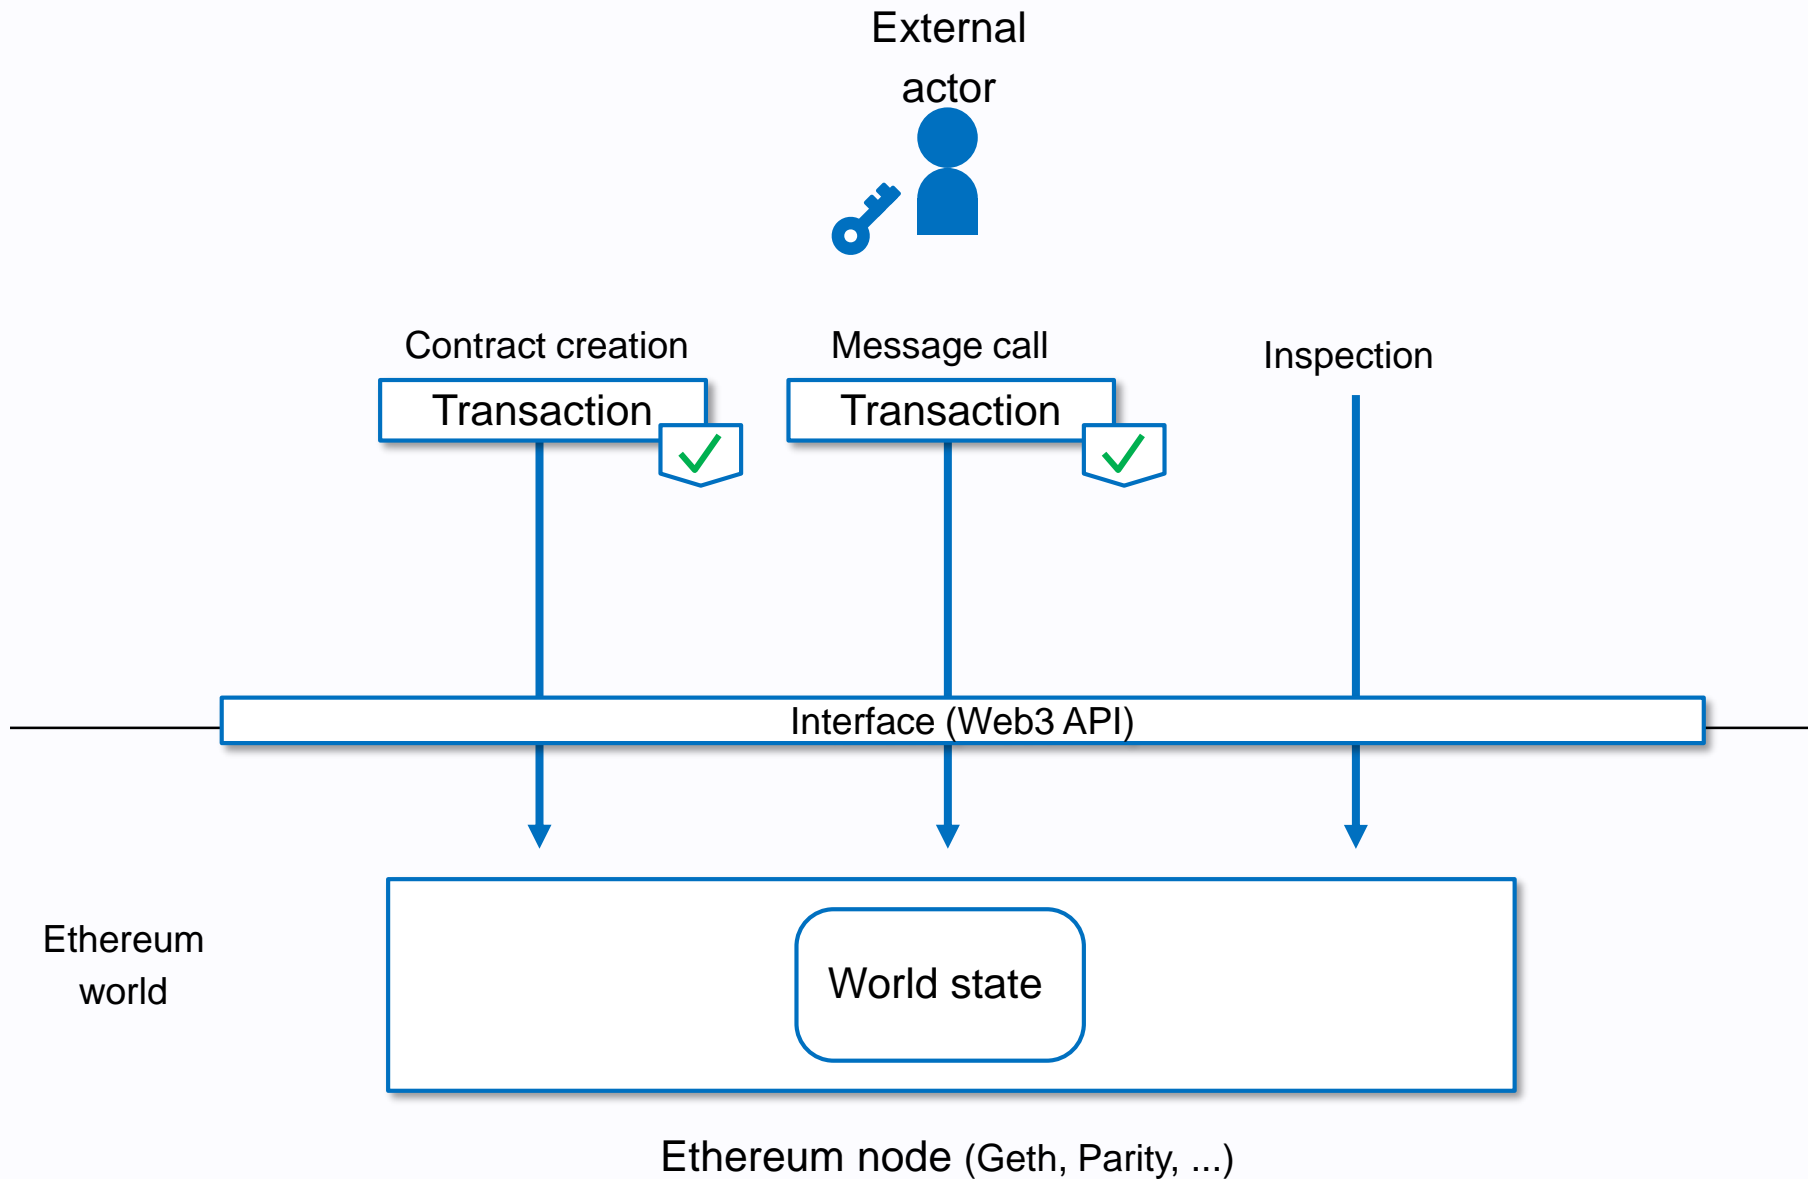 External
actor
Contract creation
Message call
Inspection
Transaction
Transaction
Interface (Web3 API)
Ethereum
world
World state
Ethereum node (Geth, Parity, ...)